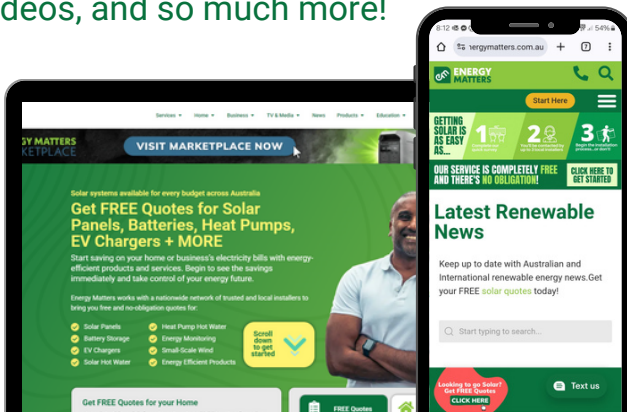 deos, and so much more!
Services Home Business TV & Media News Products Education
GY MATTERS
KETPLACE
VISIT MARKETPLACE NOW
Solar systems available for every budget across Australia
Get FREE Quotes for Solar
Panels, Batteries, Heat Pumps,
EV Chargers + MORE
Start saving on your home or business's electricity bills with energy-
efficient products and services. Begin to see the savings
immediately and take control of your energy future.
Energy Matters works with a nationwide network of trusted and local installers to
bring you free and no-obligation quotes for:
Solar Panels
Battery Storage
EV Chargers
Solar Hot Water
Heat Pump Hot Water
Energy Monitoring
Small-Scale Wind
Energy Efficient Products
Scroll
down
to get
started
Get FREE Quotes for your Home
FREE Quotes
8:12
54%
nergymatters.com.au
7
em
ENERGY
MATTERS
Start Here
GETTING
SOLAR IS
AS EASY
AS...
1
2
3
OUR SERVICE IS COMPLETELY FREE
AND THERE'S NO OBLIGATION!
CLICK HERE TO
GET STARTED
Latest Renewable
News
Keep up to date with Australian and
International renewable energy news.Get
your FREE solar quotes today!
Start typing to search...
Looking to go Solar?
Get FREE Quotes
CLICK HERE
Text us